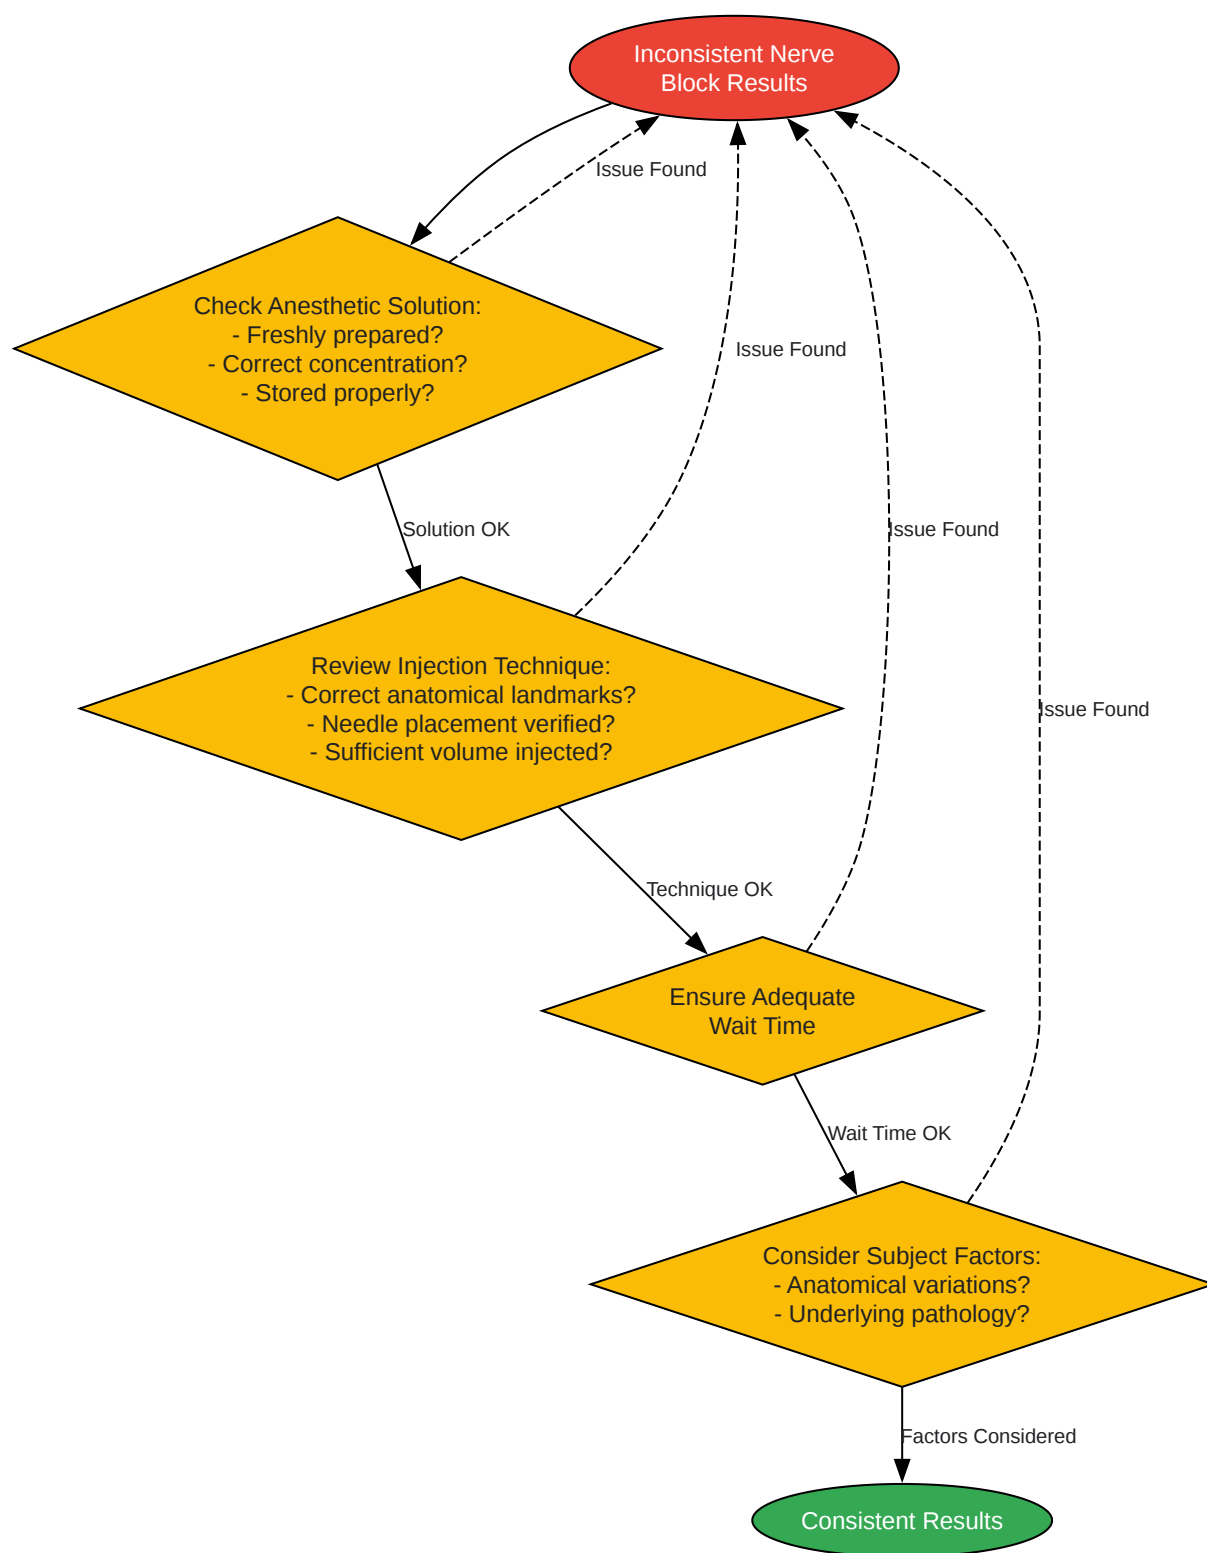 Inconsistent Nerve
Block Results
Issue Found
Check Anesthetic Solution:
- Freshly prepared?
- Correct concentration?
- Stored properly?
Issue Found
Solution OK
Issue Found
Review Injection Technique:
- Correct anatomical landmarks?
- Needle placement verified?
- Sufficient volume injected?
Issue Found
Technique OK
Ensure Adequate
Wait Time
Wait Time OK
Consider Subject Factors:
- Anatomical variations?
- Underlying pathology?
Factors Considered
Consistent Results